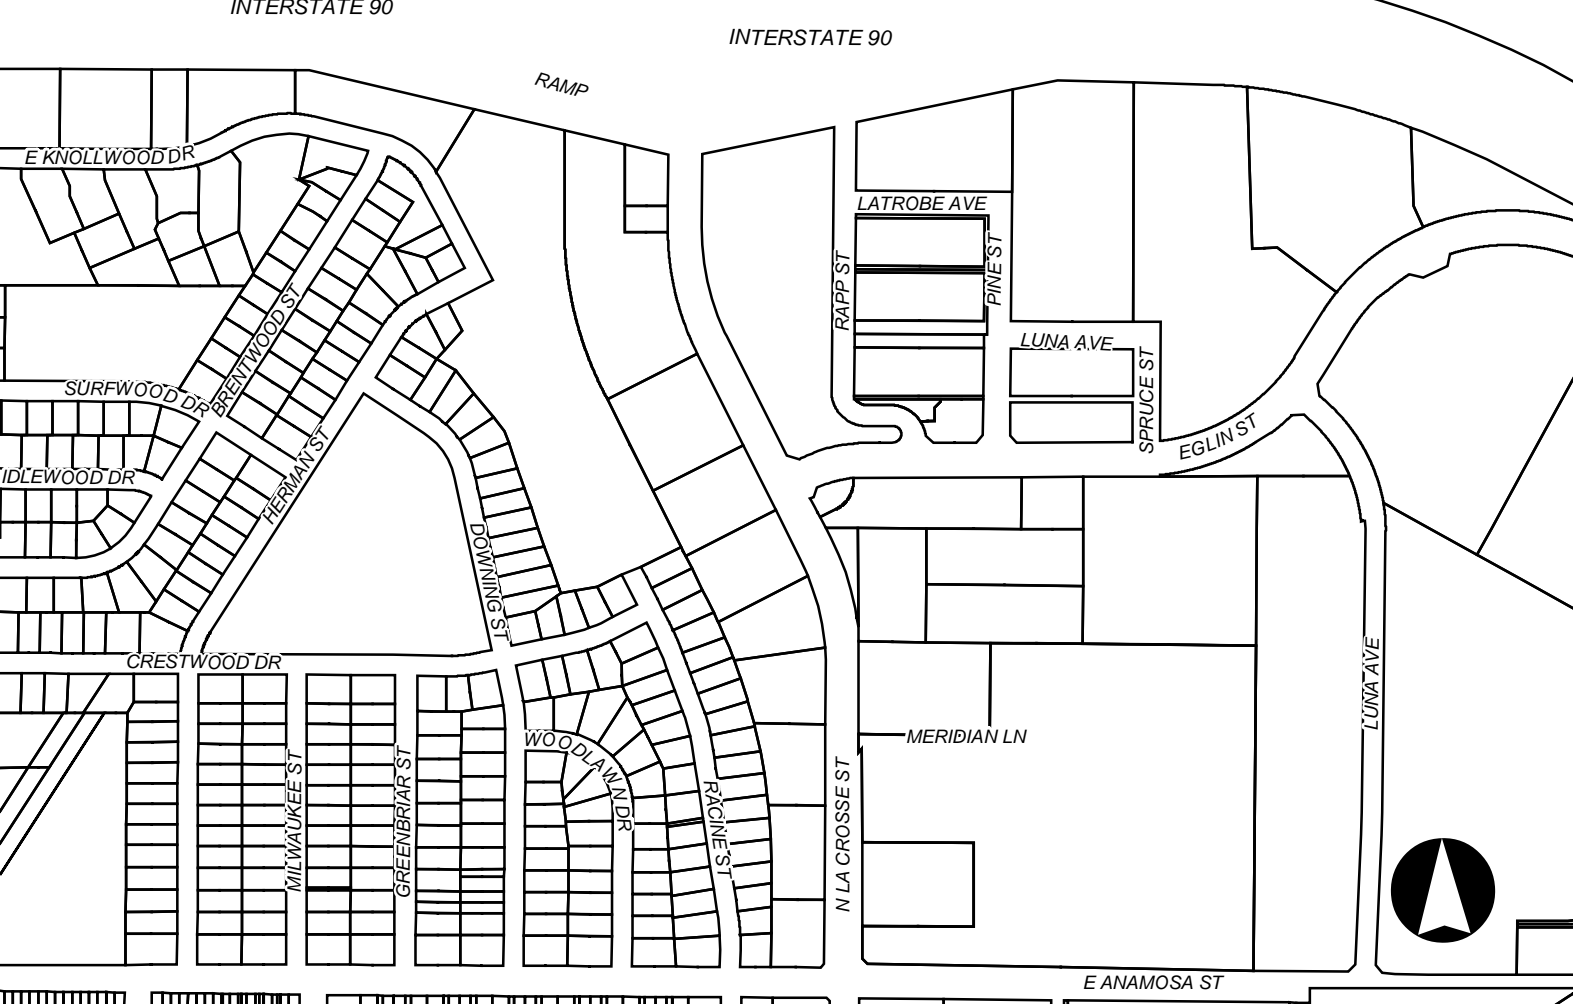 INTERSTATE 90
INTERSTATE 90
RAMP
E KNOLLWOOD DR
LATROBE AVE
RAPP ST
PINE ST
BRENTWOOD ST
LUNA AVE
SPRUCE ST
SURFWOOD DR
EGLIN ST
HERMAN ST
IDLEWOOD DR
DOWNING ST
CRESTWOOD DR
LUNA AVE
MERIDIAN LN
WOODLAWN DR
MILWAUKEE ST
GREENBRIAR ST
RACINE ST
N LA CROSSE ST
E ANAMOSA ST